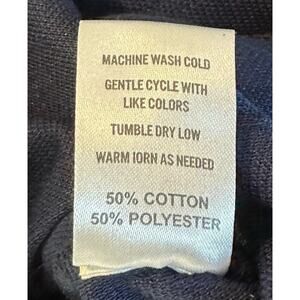 MACHINE WASH COLD
GENTLE CYCLE WITH
LIKE COLORS
TUMBLE DRY LOW
WARM IORN AS NEEDED
50% COTTON
50% POLYESTER